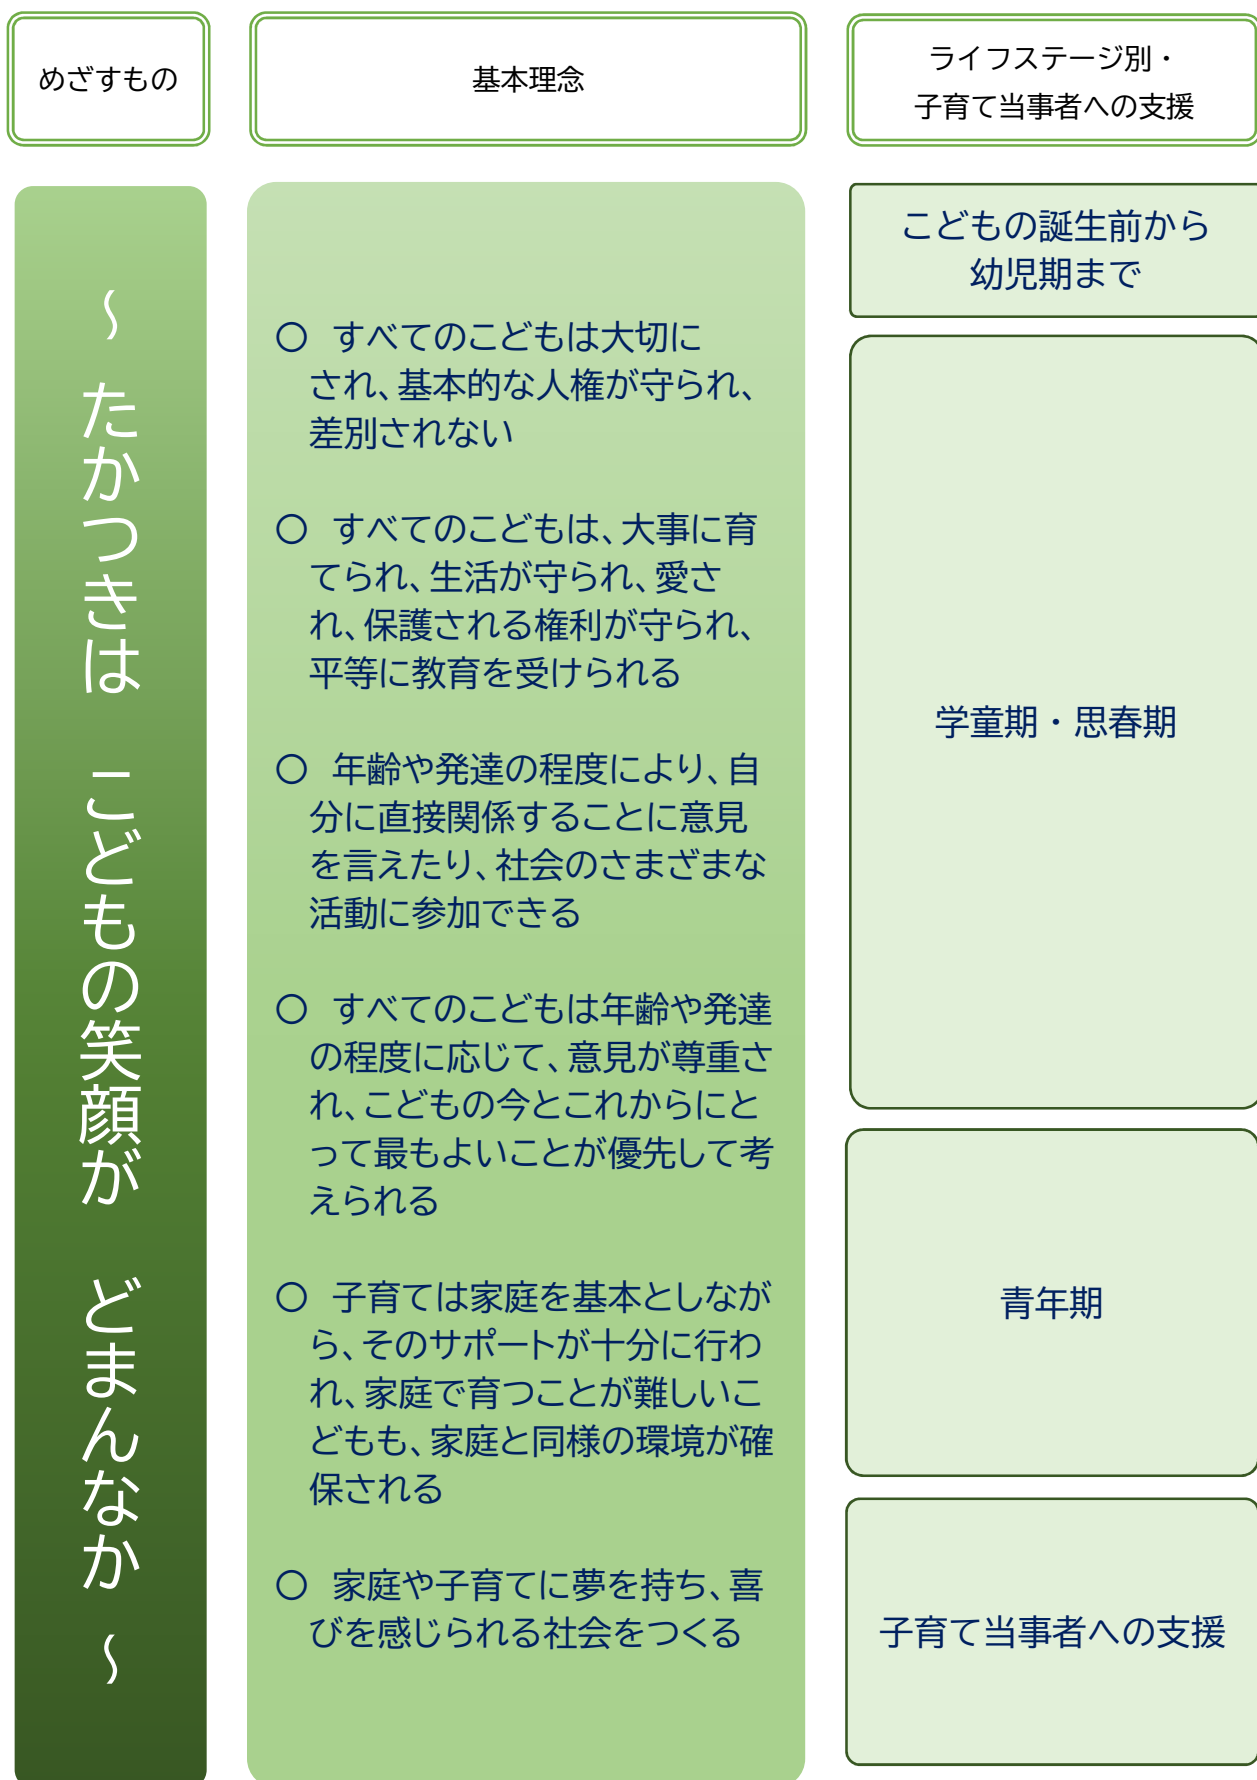 めざすもの
基本理念
ライフステージ別・
子育て当事者への支援
～ たかつきは こどもの笑顔が どまんなか ～
○ すべてのこどもは大切に
され、基本的な人権が守られ、
差別されない
○ すべてのこどもは、大事に育
てられ、生活が守られ、愛さ
れ、保護される権利が守られ、
平等に教育を受けられる
○ 年齢や発達の程度により、自
分に直接関係することに意見
を言えたり、社会のさまざまな
活動に参加できる
○ すべてのこどもは年齢や発達
の程度に応じて、意見が尊重さ
れ、こどもの今とこれからにと
って最もよいことが優先して考
えられる
○ 子育ては家庭を基本としなが
ら、そのサポートが十分に行わ
れ、家庭で育つことが難しいこ
どもも、家庭と同様の環境が確
保される
○ 家庭や子育てに夢を持ち、喜
びを感じられる社会をつくる
こどもの誕生前から
幼児期まで
学童期・思春期
青年期
子育て当事者への支援